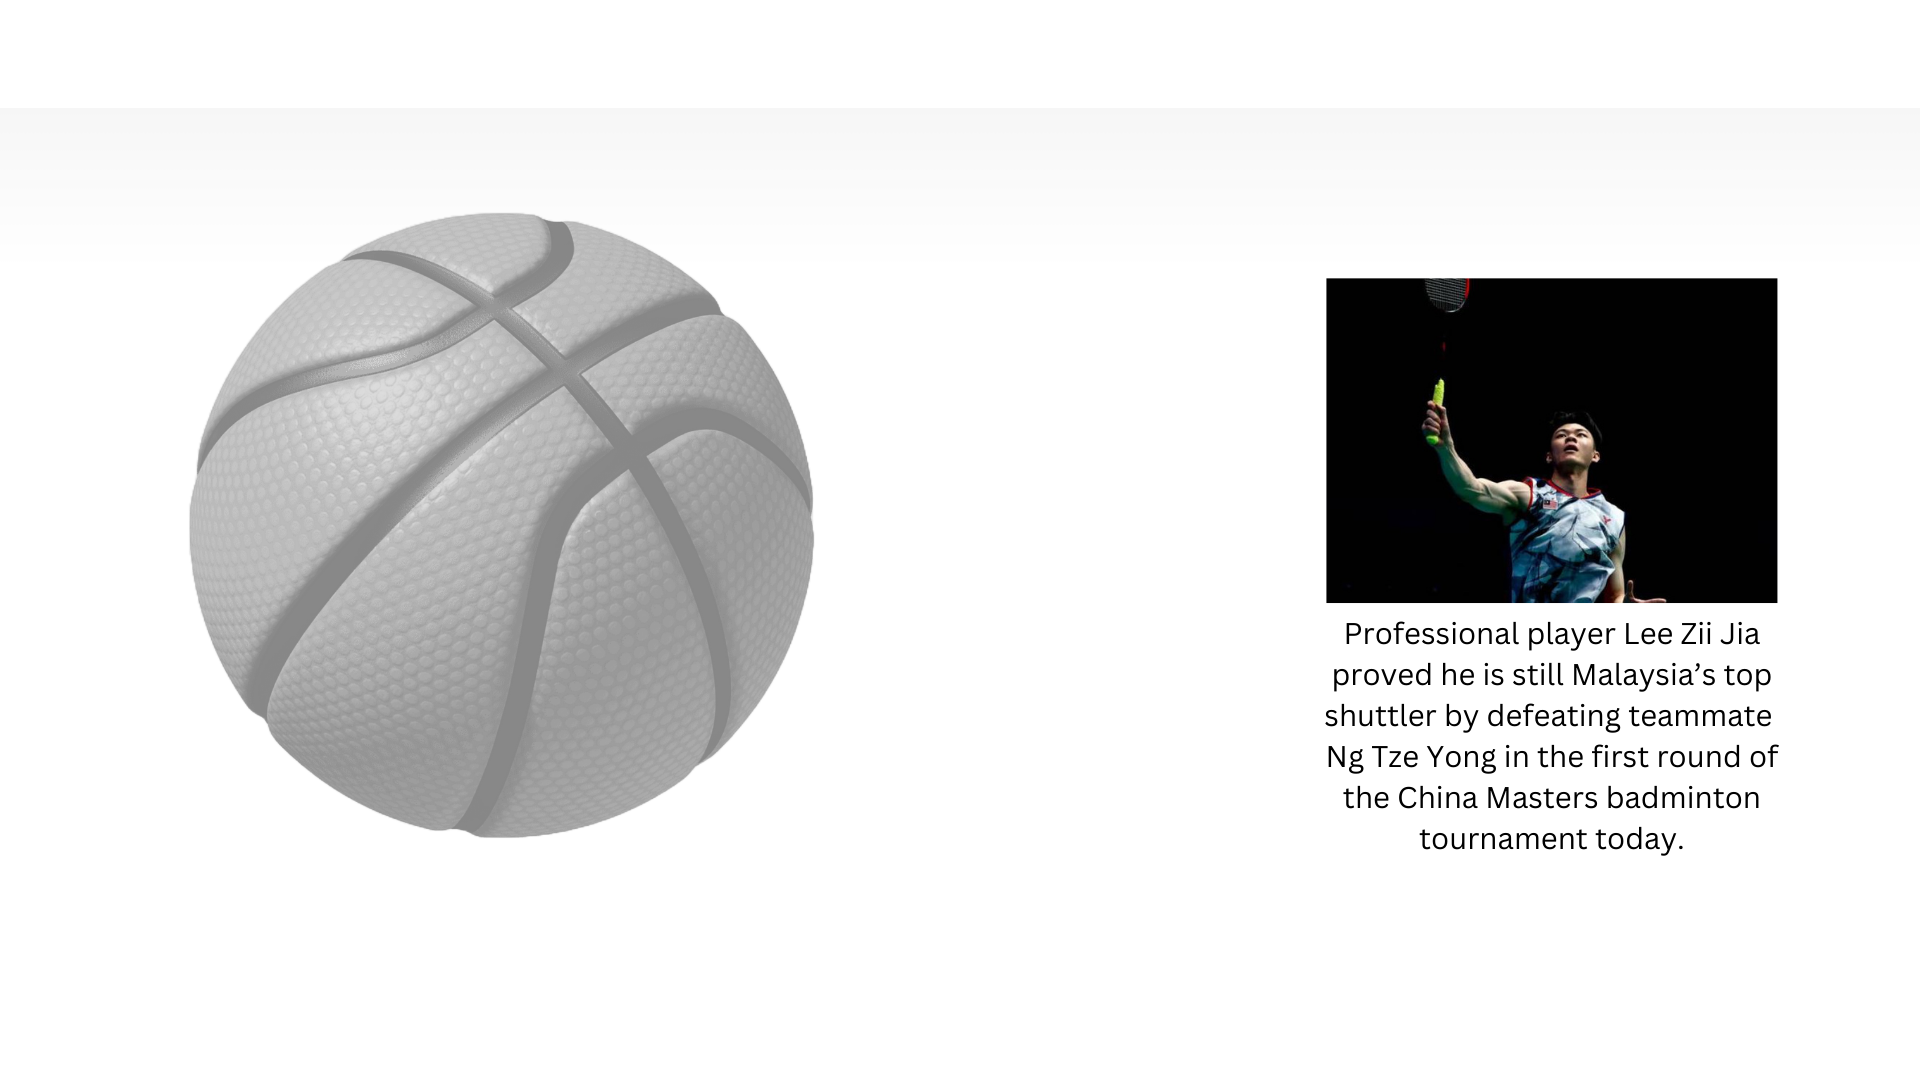 Professional player Lee Zii Jia
proved he is still Malaysia’s top
shuttler by defeating teammate
Ng Tze Yong in the first round of
the China Masters badminton
tournament today.